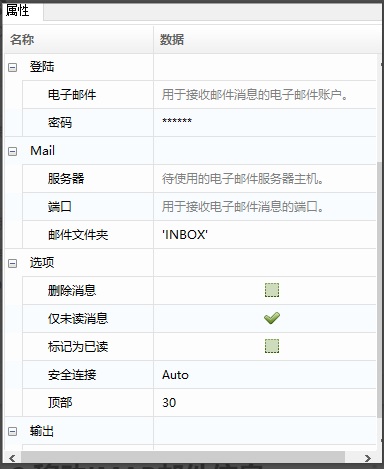 属性
名称 数据
登陆
电子邮件 用于接收邮件消息的电子邮件账户。
密码 ******
Mail
服务器 待使用的电子邮件服务器主机。
端口 用于接收电子邮件消息的端口。
邮件文件夹 'INBOX'
选项
删除消息
仅未读消息
标记为已读
安全连接 Auto
顶部 30
输出